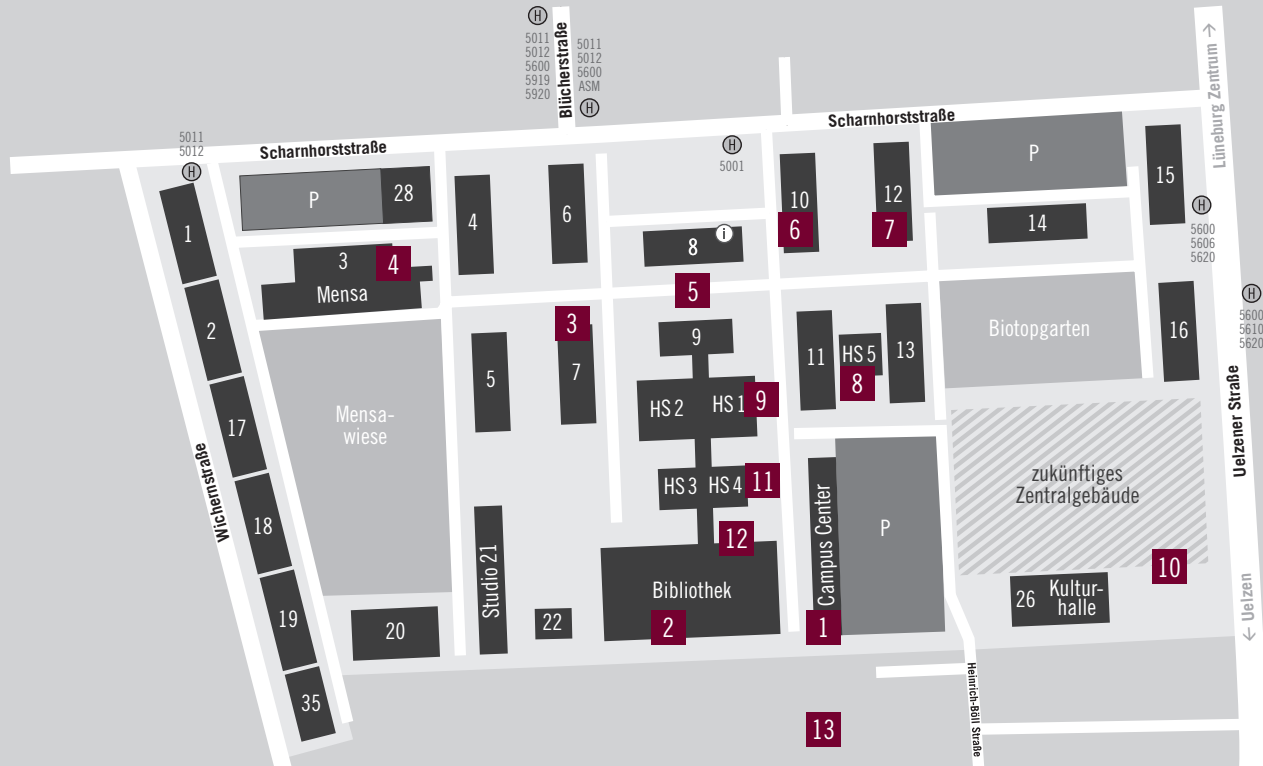 H
5011
5012
5600
5919
5920
Blücherstraße
5011
5012
5600
ASM
H
Lüneburg Zentrum →
Scharnhorststraße
Scharnhorststraße
5011
5012
H
H
5001
P
28
4
6
10
6
12
7
P
15
14
H
5600
5606
5620
1
3
4
Mensa
8
i
5
2
3
7
5
9
11
HS 5
8
13
Biotopgarten
16
H
5600
5610
5620
Mensa-
wiese
HS 2
HS 1
9
17
Wichernstraße
18
19
35
HS 3
HS 4
11
12
Campus Center
P
zukünftiges
Zentralgebäude
10
Uelzener Straße
← Uelzen
Studio 21
20
22
Bibliothek
2
1
26
Kultur-
halle
13
Heinrich-Böll Straße